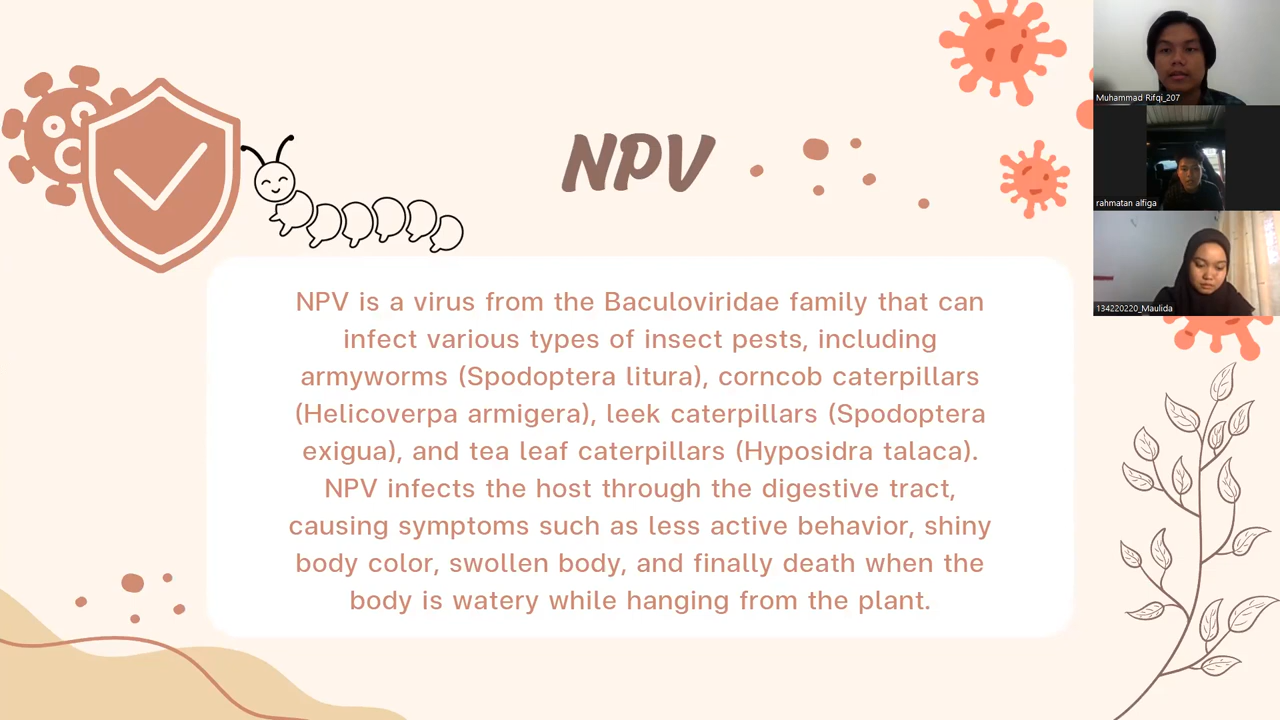 NPV
NPV is a virus from the Baculoviridae family that can
infect various types of insect pests, including
armyworms (Spodoptera litura), corncob caterpillars
(Helicoverpa armigera), leek caterpillars (Spodoptera
exigua), and tea leaf caterpillars (Hyposidra talaca).
NPV infects the host through the digestive tract,
causing symptoms such as less active behavior, shiny
body color, swollen body, and finally death when the
body is watery while hanging from the plant.
Muhammad Rifqi_207
rahmatan alfiga
134220220_Maulida